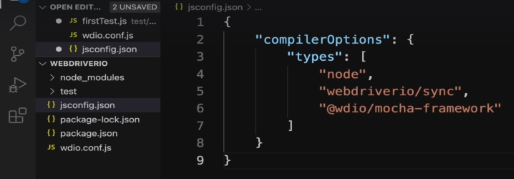 OPEN EDIT... 2 UNSAVED
firstTest.js test/...
wdio.conf.js
jsconfig.json
WEBDRIVERIO
node_modules
test
jsconfig.json
package-lock.json
package.json
wdio.conf.js
jsconfig.json > ...
1 {
2 "compilerOptions": {
3 "types": [
4 "node",
5 "webdriverio/sync",
6 "@wdio/mocha-framework"
7 ]
8 }
9 }